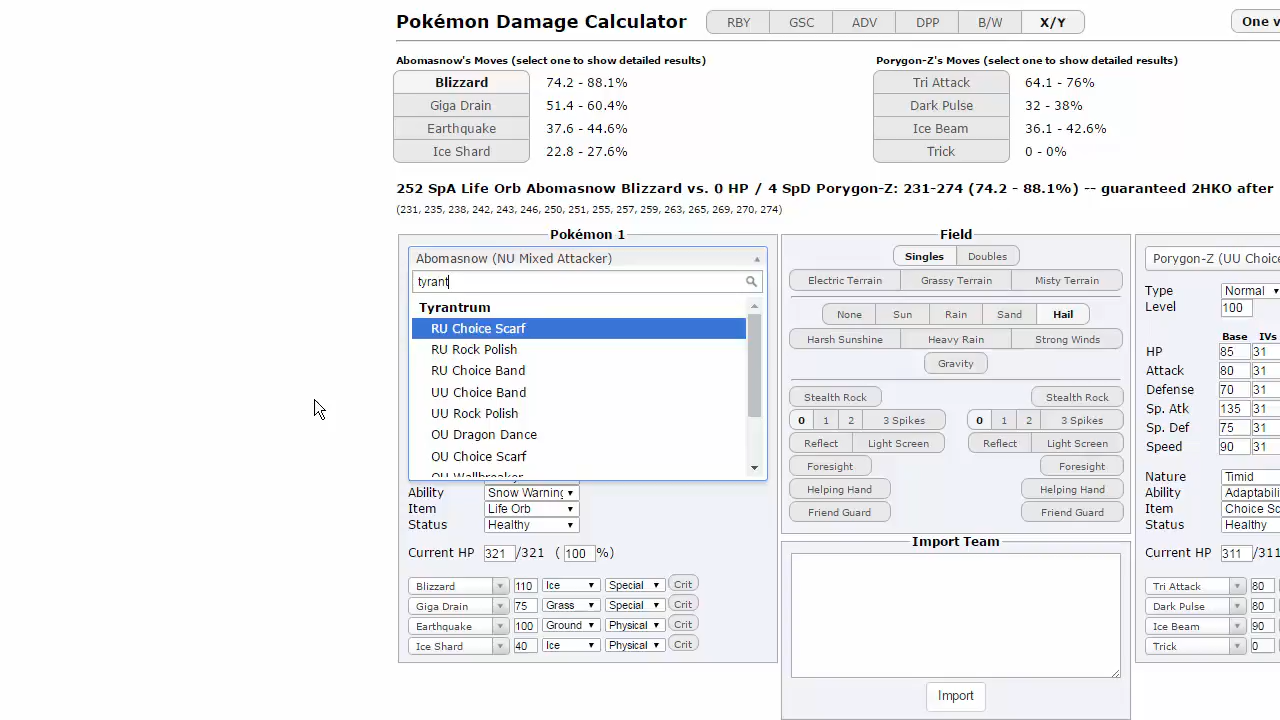 Pokémon Damage Calculator
RBY GSC ADV DPP B/W X/Y
One v
Abomasnow's Moves (select one to show detailed results)
Blizzard 74.2 - 88.1%
Giga Drain 51.4 - 60.4%
Earthquake 37.6 - 44.6%
Ice Shard 22.8 - 27.6%
Porygon-Z's Moves (select one to show detailed results)
Tri Attack 64.1 - 76%
Dark Pulse 32 - 38%
Ice Beam 36.1 - 42.6%
Trick 0 - 0%
252 SpA Life Orb Abomasnow Blizzard vs. 0 HP / 4 SpD Porygon-Z: 231-274 (74.2 - 88.1%) -- guaranteed 2HKO after
(231, 235, 238, 242, 243, 246, 250, 251, 255, 257, 259, 263, 265, 269, 270, 274)
Pokémon 1
Abomasnow (NU Mixed Attacker)
tyrant
Tyrantrum
RU Choice Scarf
RU Rock Polish
RU Choice Band
UU Choice Band
UU Rock Polish
OU Dragon Dance
OU Choice Scarf
OU Wallbreaker
Ability Snow Warning
Item Life Orb
Status Healthy
Current HP 321 /321 ( 100 %)
Blizzard 110 Ice Special Crit
Giga Drain 75 Grass Special Crit
Earthquake 100 Ground Physical Crit
Ice Shard 40 Ice Physical Crit
Field
Singles Doubles
Electric Terrain Grassy Terrain Misty Terrain
None Sun Rain Sand Hail
Harsh Sunshine Heavy Rain Strong Winds
Gravity
Stealth Rock Stealth Rock
0 1 2 3 Spikes 0 1 2 3 Spikes
Reflect Light Screen Reflect Light Screen
Foresight Foresight
Helping Hand Helping Hand
Friend Guard Friend Guard
Import Team
Import
Porygon-Z (UU Choice
Type Normal
Level 100
Base IVs
HP 85 31
Attack 80 31
Defense 70 31
Sp. Atk 135 31
Sp. Def 75 31
Speed 90 31
Nature Timid
Ability Adaptabili
Item Choice Sc
Status Healthy
Current HP 311 /311
Tri Attack 80
Dark Pulse 80
Ice Beam 90
Trick 0